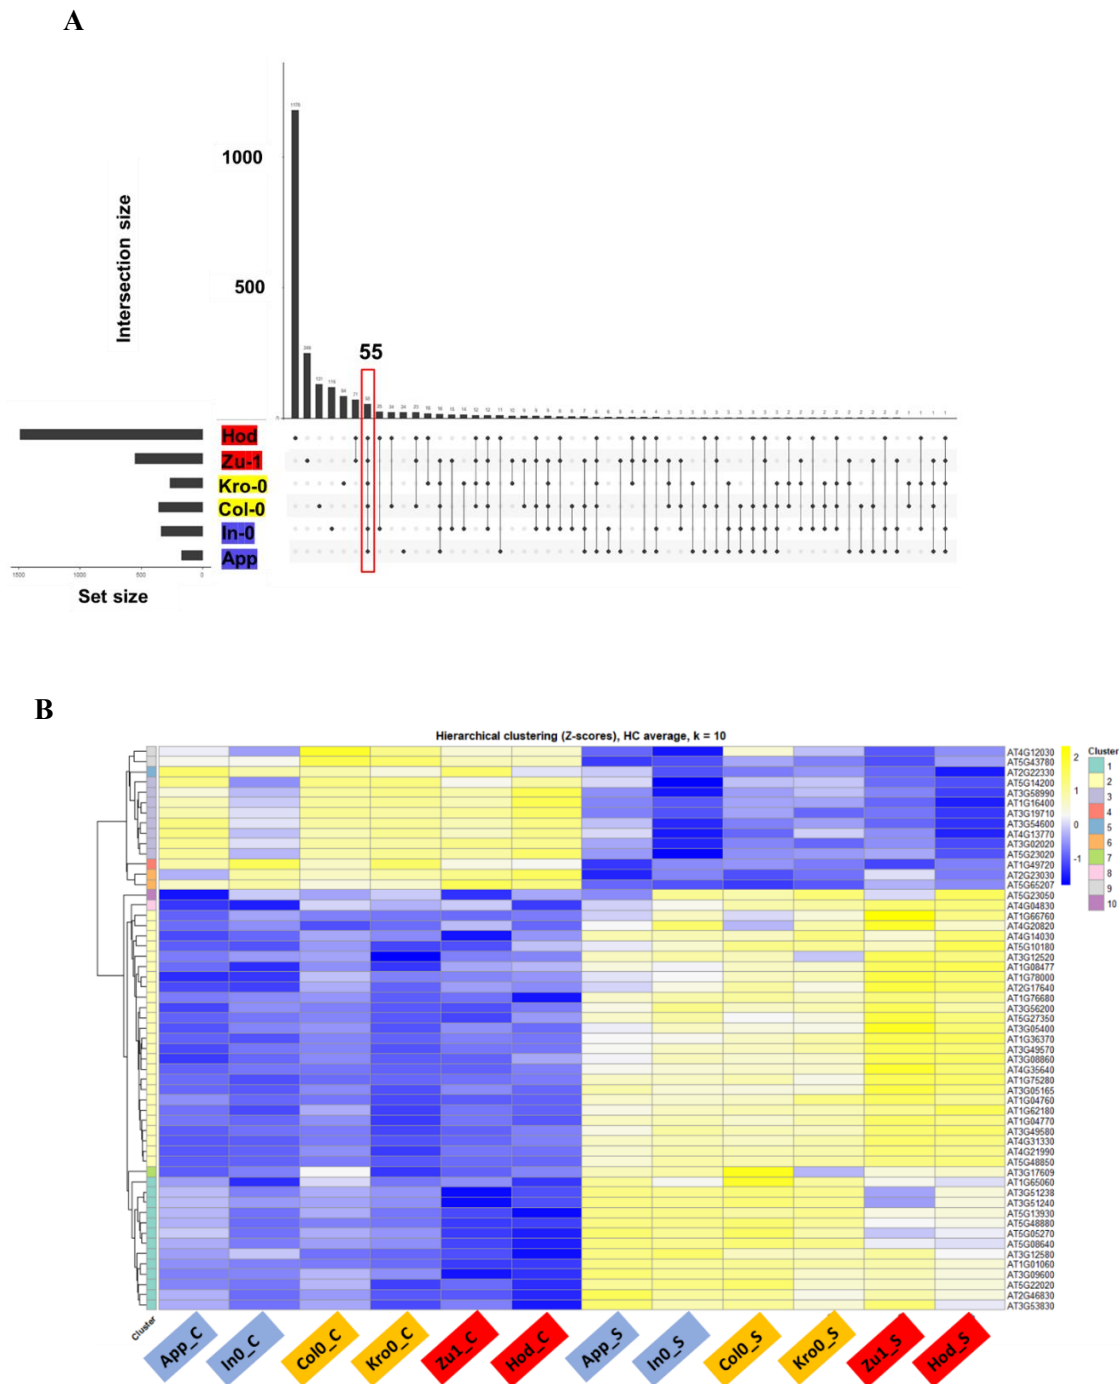 A
1000
Intersection size
500
55
0
Hod
Zu-1
Kro-0
Col-0
In-0
App
1500 1000 500 0
Set size
B
Hierarchical clustering (Z-scores), HC average, k = 10
AT4G12030
AT5G43780
AT2G22330
AT5G14200
AT3G58990
AT1G16400
AT3G19710
AT3G54600
AT4G13770
AT3G02020
AT5G23020
AT1G49720
AT2G23030
AT5G65207
AT5G23050
AT4G04830
AT1G66760
AT4G20820
AT4G14030
AT5G10180
AT3G12520
AT1G08477
AT1G78000
AT2G17640
AT1G76680
AT3G56200
AT5G27350
AT3G05400
AT1G36370
AT3G49570
AT3G08860
AT4G35640
AT1G75280
AT3G05165
AT1G04760
AT1G62180
AT1G04770
AT3G49580
AT4G31330
AT4G21990
AT5G48850
AT3G17609
AT1G65060
AT3G51238
AT3G51240
AT5G13930
AT5G48880
AT5G05270
AT5G08640
AT3G12580
AT1G01060
AT3G09600
AT5G22020
AT2G46830
AT3G53830
2
1
0
-1
Cluster
1
2
3
4
5
6
7
8
9
10
Cluster
App_C In0_C Col0_C Kro0_C Zu1_C Hod_C App_S In0_S Col0_S Kro0_S Zu1_S Hod_S